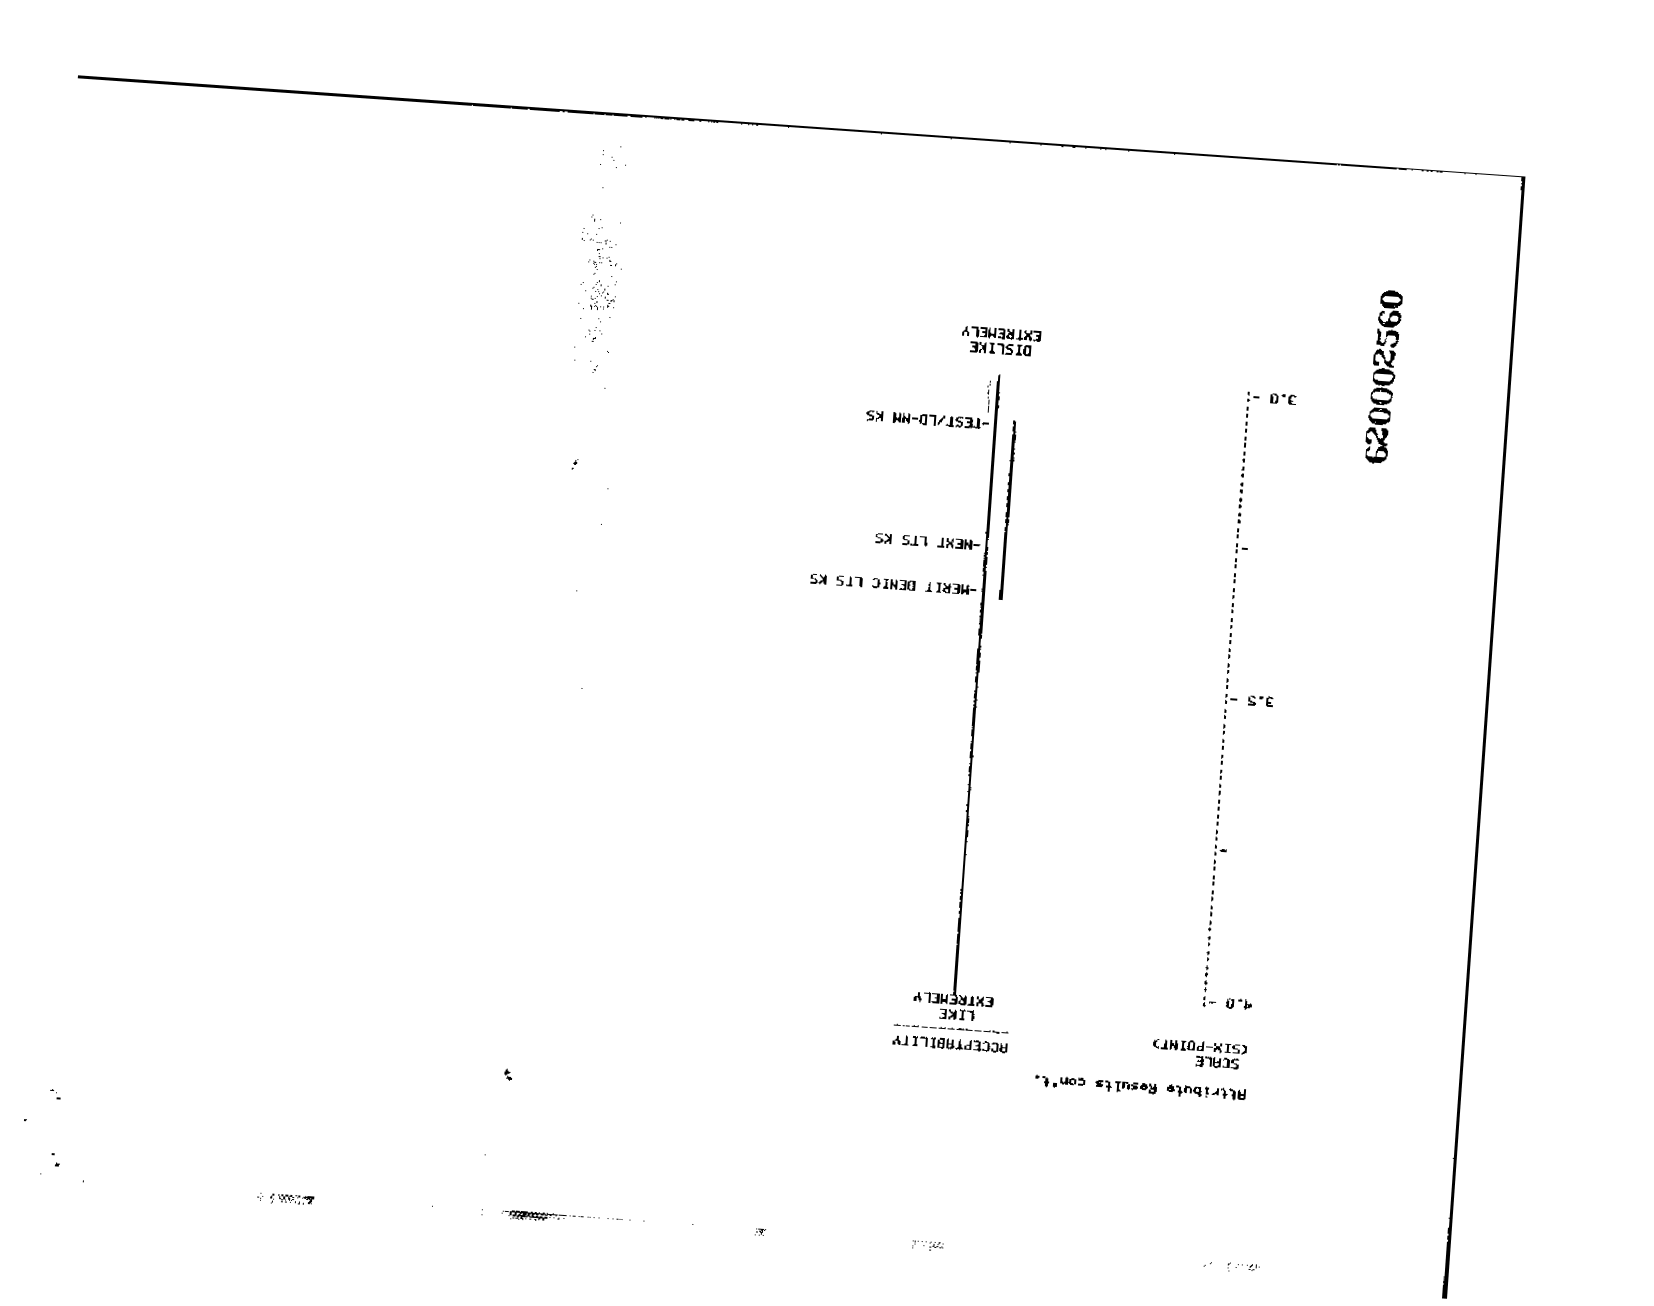 Attribute Results con't.
SCALE
(SIX-POINT)
ACCEPTABILITY
LIKE
EXTREMELY
4.0 -
3.5 -
-MERIT DENIC LTS KS
-NEXT LTS KS
-TEST/LD-NM KS
3.0 -
DISLIKE
EXTREMELY
620002560